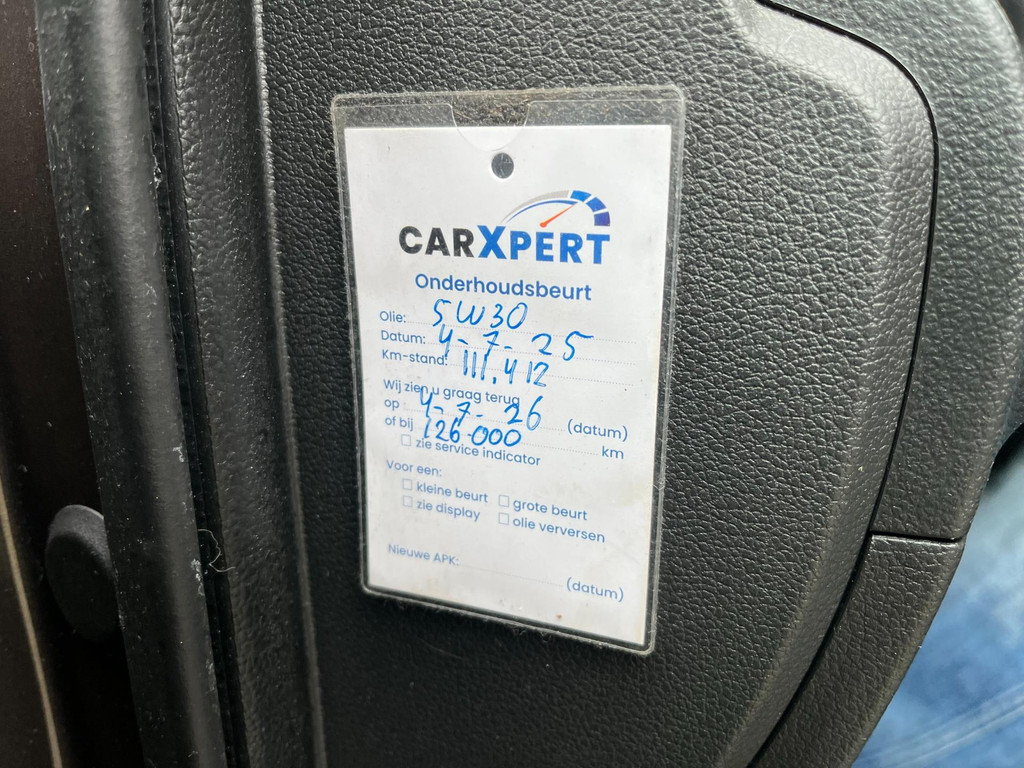 CARXPERT
Onderhoudsbeurt
Olie: 5W30
Datum: 4-7-25
Km-stand: 111.412
Wij zien u graag terug
op 4-7-26 (datum)
of bij 126.000 km
zie service indicator
Voor een:
kleine beurt grote beurt
zie display olie verversen
Nieuwe APK:
(datum)